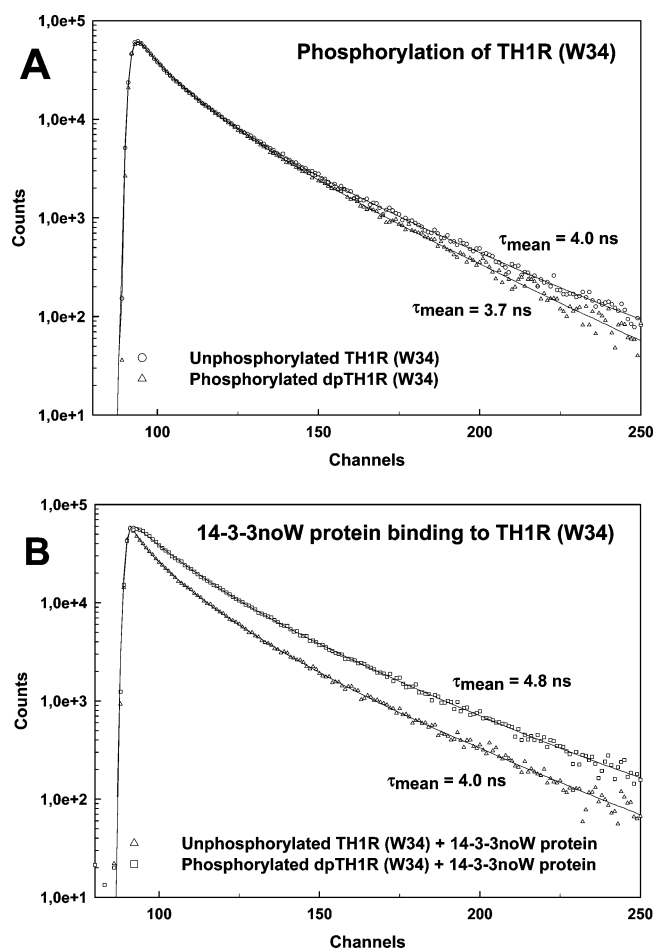 A
Phosphorylation of TH1R (W34)
1,0e+5
1,0e+4
1,0e+3
1,0e+2
1,0e+1
Counts
τmean = 4.0 ns
τmean = 3.7 ns
Unphosphorylated TH1R (W34)
Phosphorylated dpTH1R (W34)
100 150 200 250
Channels
B
14-3-3noW protein binding to TH1R (W34)
1,0e+5
1,0e+4
1,0e+3
1,0e+2
1,0e+1
Counts
τmean = 4.8 ns
τmean = 4.0 ns
Unphosphorylated TH1R (W34) + 14-3-3noW protein
Phosphorylated dpTH1R (W34) + 14-3-3noW protein
100 150 200 250
Channels